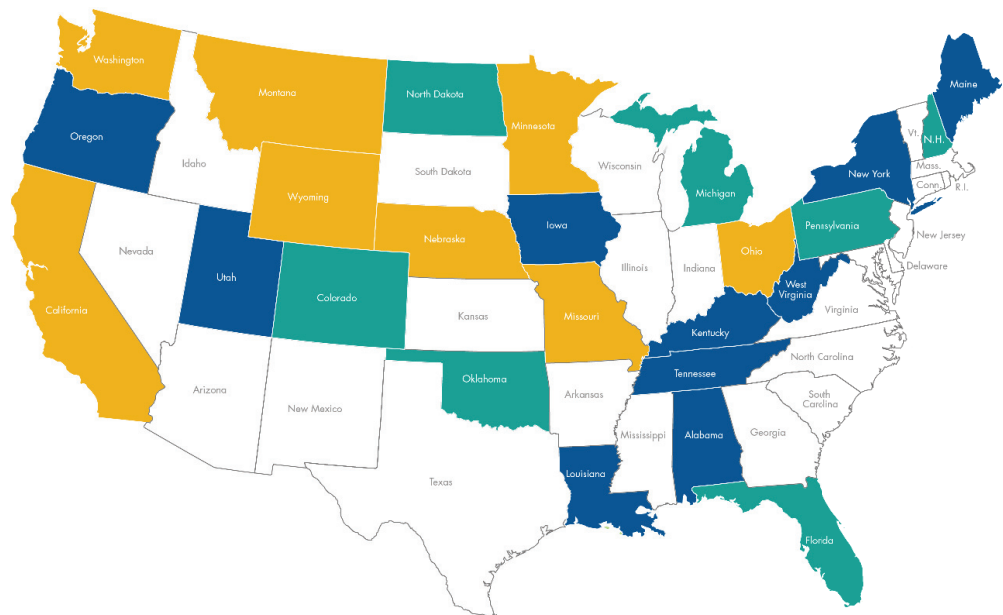 Washington
Montana
North Dakota
Minnesota
Maine
Oregon
Idaho
Wyoming
South Dakota
Wisconsin
Michigan
New York
Vt.
N.H.
Mass.
Conn.
R.I.
Nevada
Utah
Colorado
Nebraska
Iowa
Illinois
Indiana
Ohio
Penssylvania
New Jersey
Delaware
California
Kansas
Missouri
Kentucky
West
Virginia
Virginia
Arizona
New Mexico
Oklahoma
Arkansas
Tennessee
North Carolina
South
Carolina
Texas
Louisiana
Mississippi
Alabama
Georgia
Florda